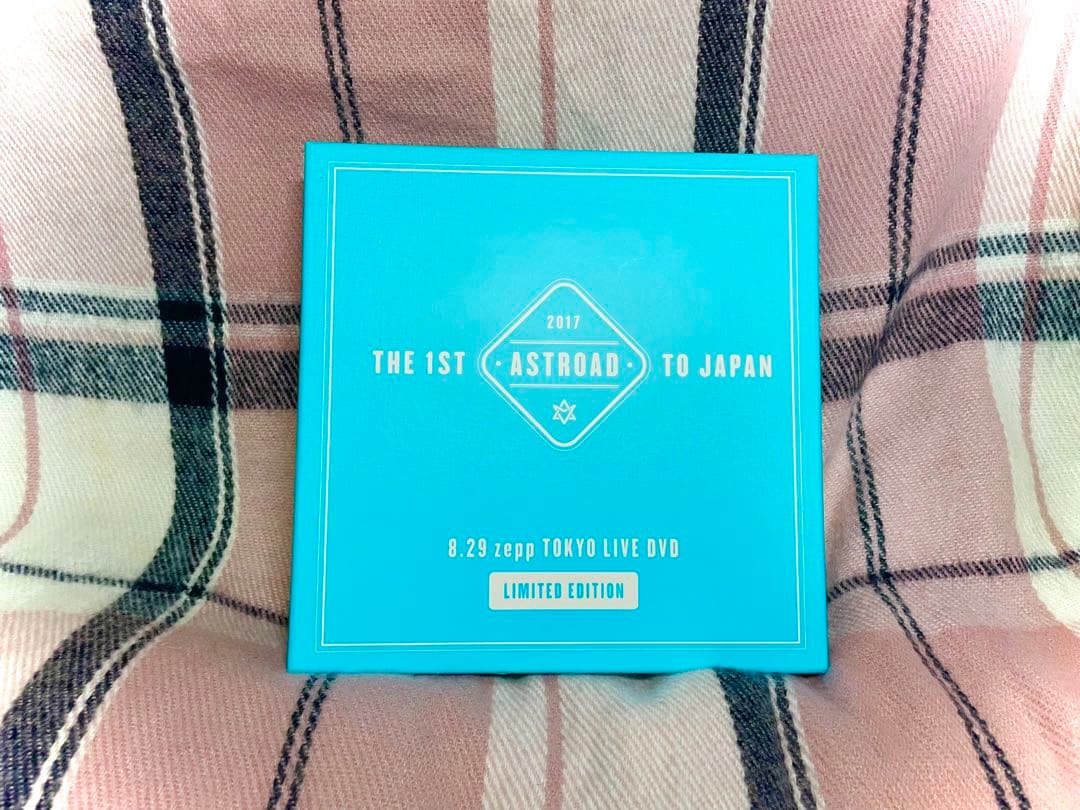 2017
THE 1ST · ASTROAD · TO JAPAN
8.29 zepp TOKYO LIVE DVD
LIMITED EDITION